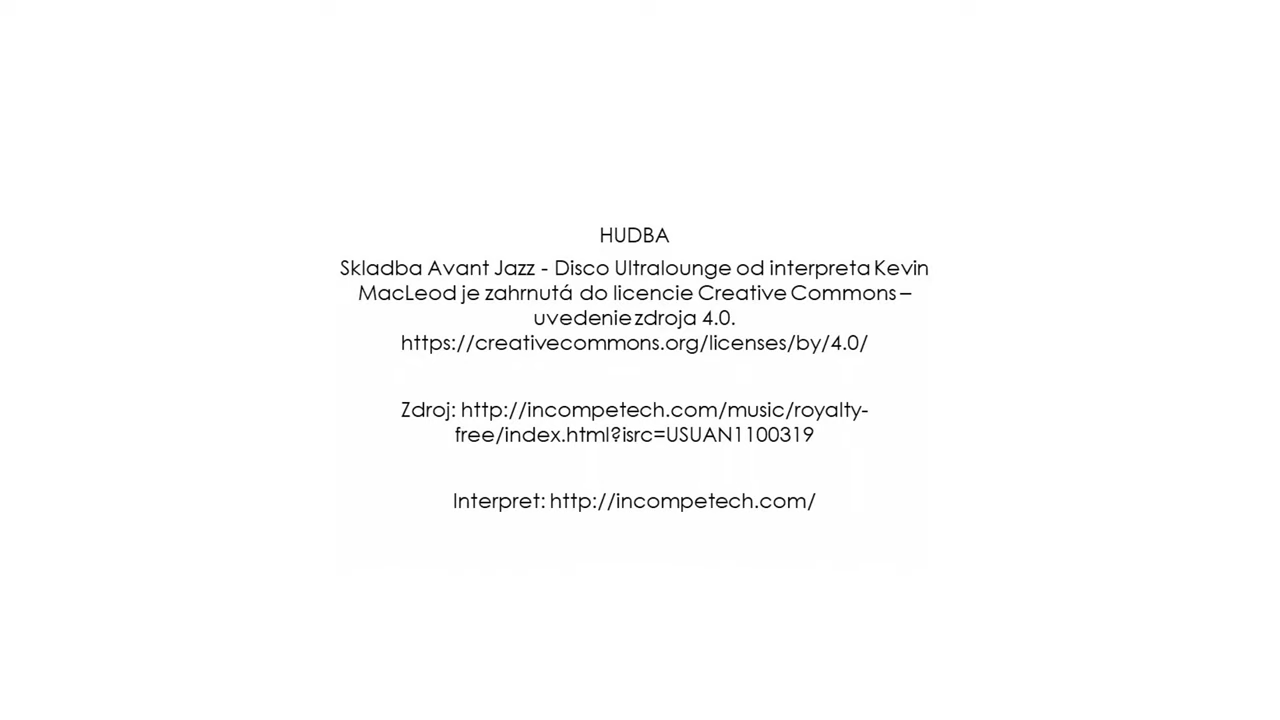 HUDBA
Skladba Avant Jazz - Disco Ultralounge od interpreta Kevin
MacLeod je zahrnutá do licencie Creative Commons –
uvedenie zdroja 4.0.
https://creativecommons.org/licenses/by/4.0/
Zdroj: http://incompetech.com/music/royalty-
free/index.html?isrc=USUAN1100319
Interpret: http://incompetech.com/